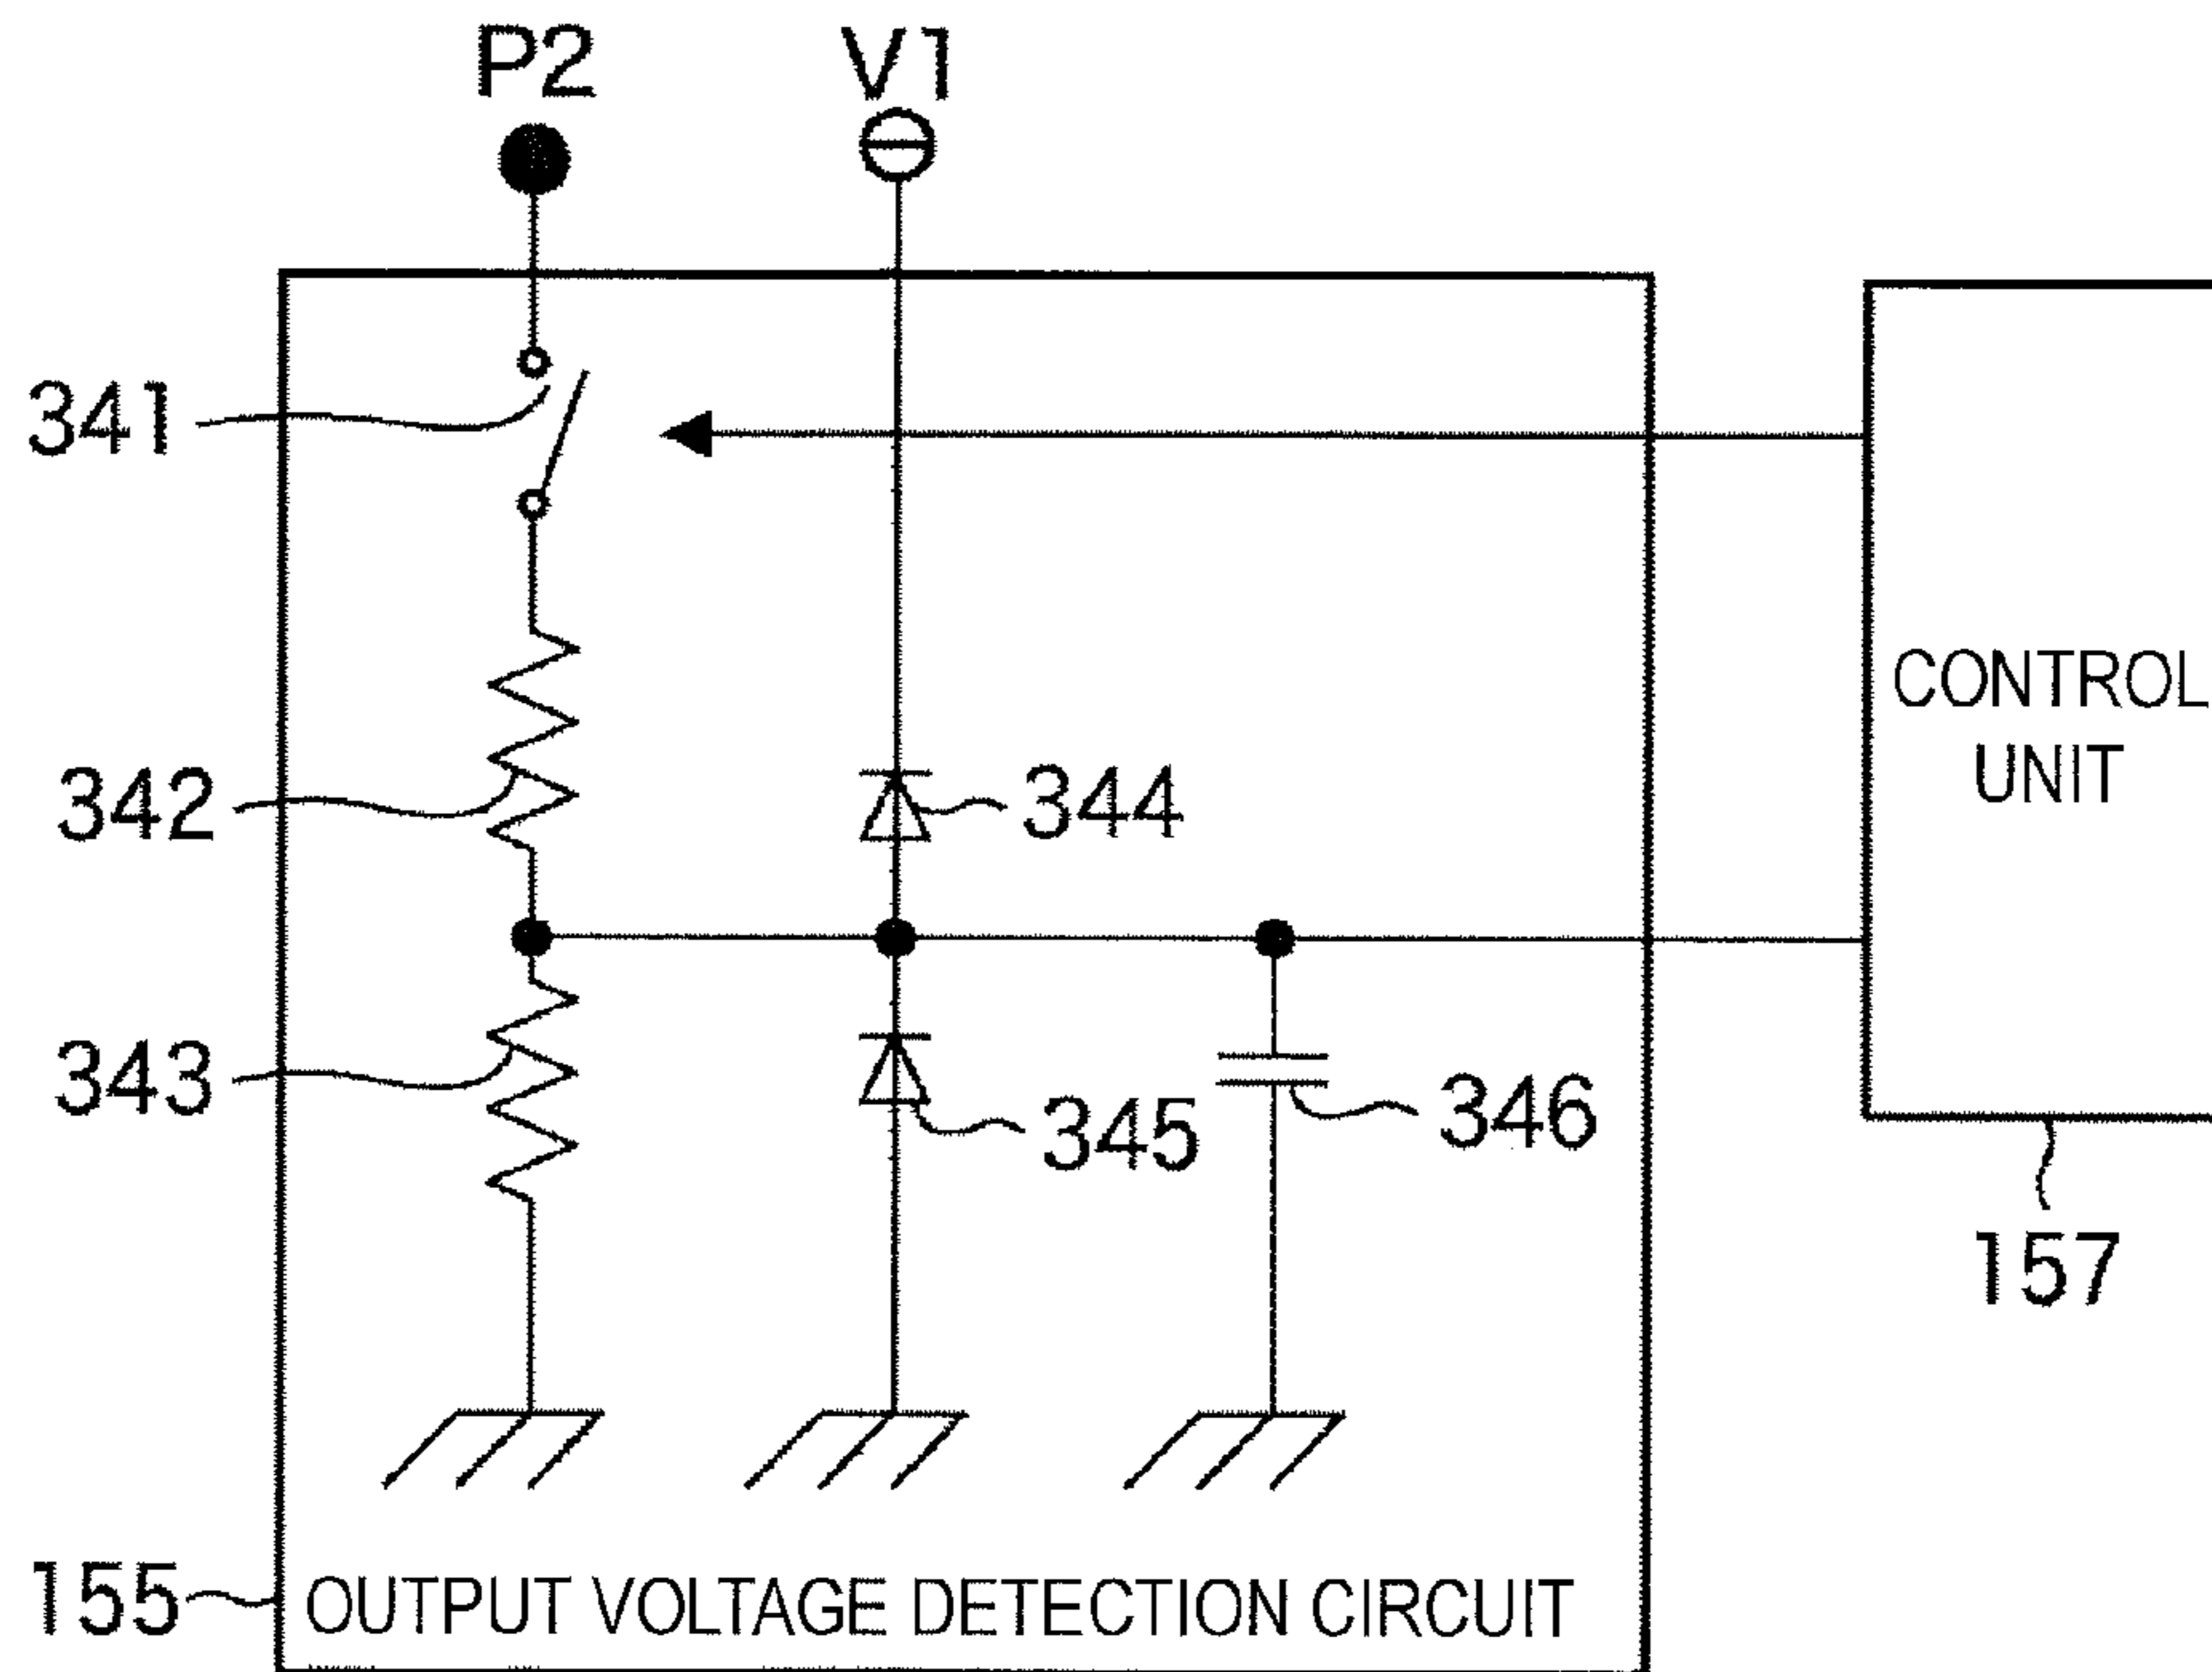 P2
V1
341
342
344
CONTROL
UNIT
343
345
346
157
155
OUTPUT VOLTAGE DETECTION CIRCUIT